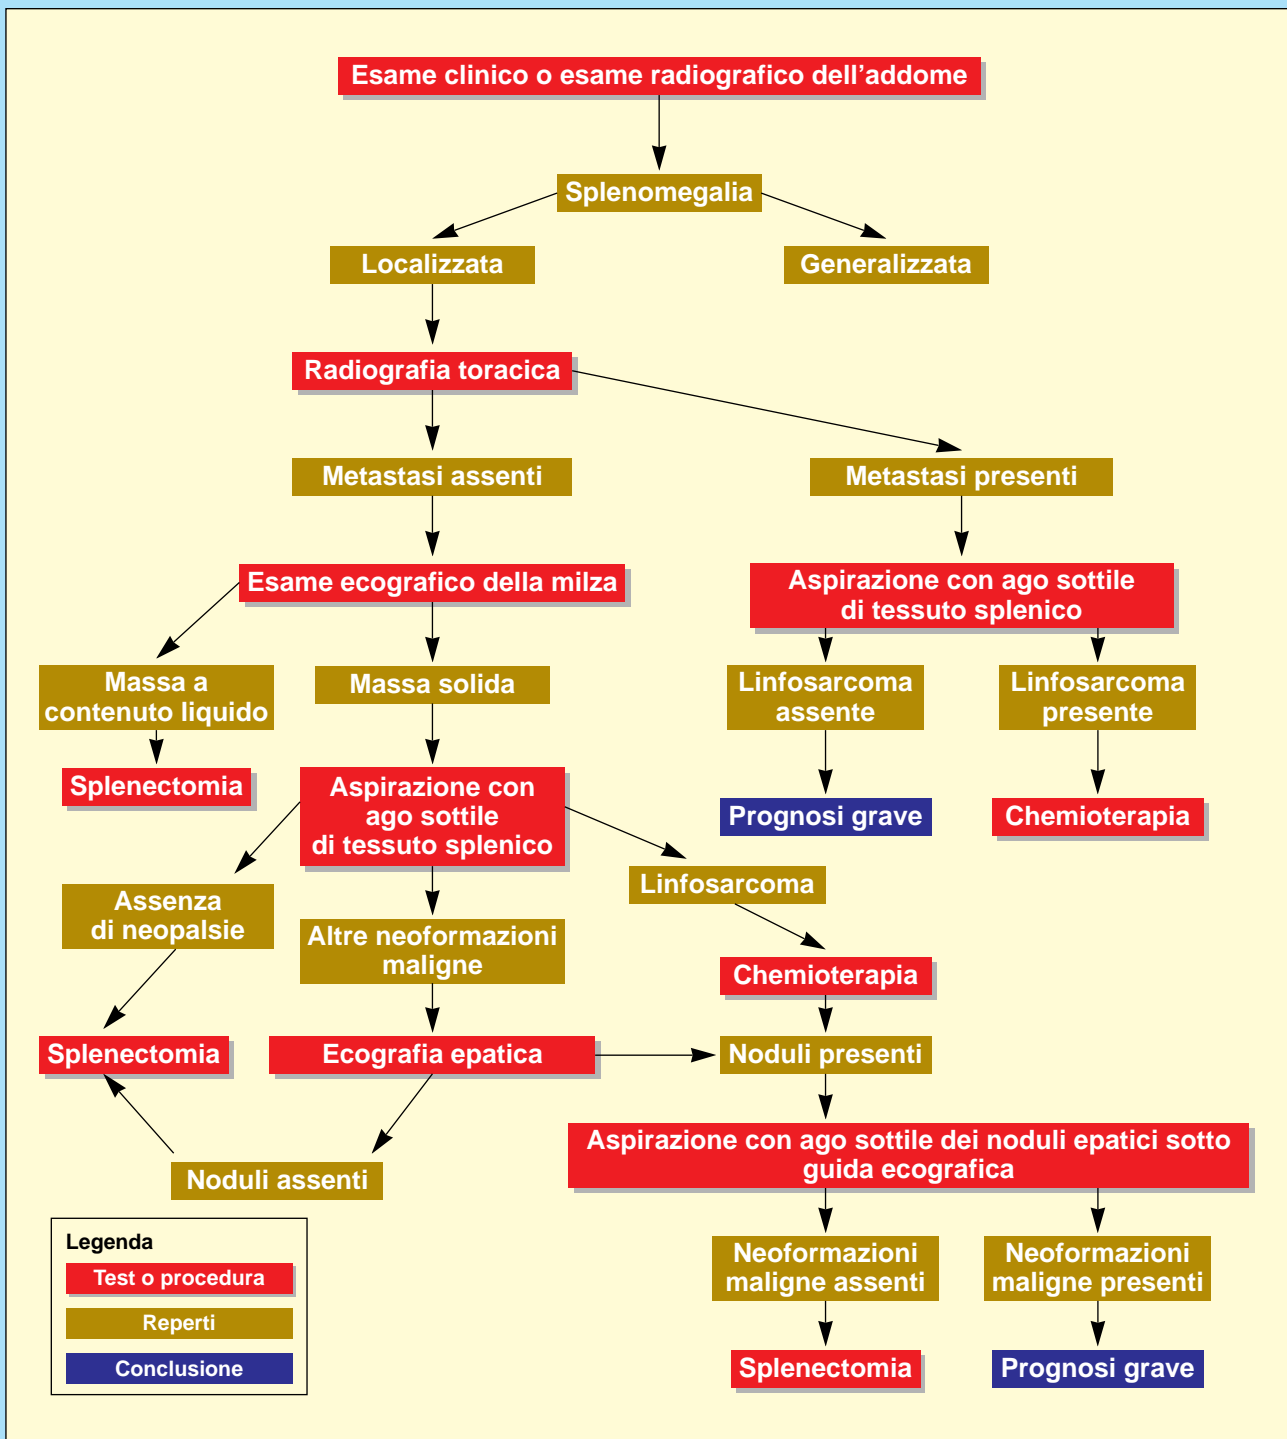 Esame clinico o esame radiografico dell’addome
Splenomegalia
Localizzata
Generalizzata
Radiografia toracica
Metastasi assenti
Metastasi presenti
Esame ecografico della milza
Aspirazione con ago sottile
di tessuto splenico
Massa a
contenuto liquido
Massa solida
Linfosarcoma
assente
Linfosarcoma
presente
Splenectomia
Aspirazione con
ago sottile
di tessuto splenico
Prognosi grave
Chemioterapia
Linfosarcoma
Assenza
di neopalsie
Altre neoformazioni
maligne
Chemioterapia
Splenectomia
Ecografia epatica
Noduli presenti
Aspirazione con ago sottile dei noduli epatici sotto
guida ecografica
Noduli assenti
Neoformazioni
maligne assenti
Neoformazioni
maligne presenti
Splenectomia
Prognosi grave
Legenda
Test o procedura
Reperti
Conclusione